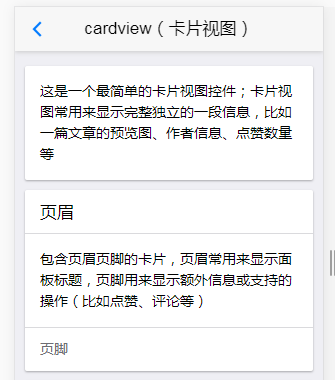 cardview（卡片视图）
这是一个最简单的卡片视图控件；卡片视
图常用来显示完整独立的一段信息，比如
一篇文章的预览图、作者信息、点赞数量
等
页眉
包含页眉页脚的卡片，页眉常用来显示面
板标题，页脚用来显示额外信息或支持的
操作（比如点赞、评论等）
页脚